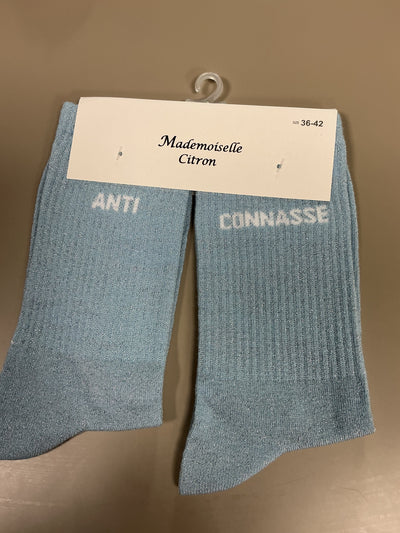 36-42
Mademoiselle
Citron
ANTI
CONNASSE